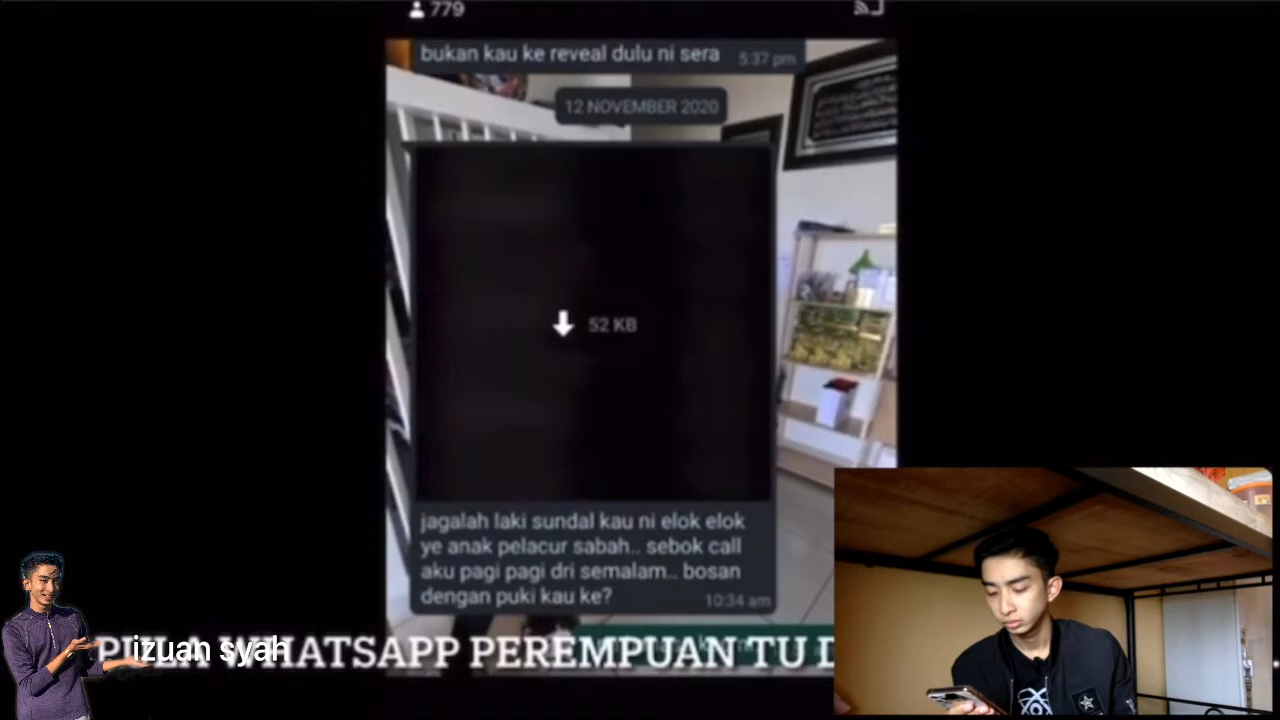 779
bukan kau ke reveal dulu ni sera 5:37 pm
12 NOVEMBER 2020
52 KB
jagalah laki sundal kau ni elok elok
ye anak pelacur sabah.. sebok call
aku pagi pagi dri semalam.. bosan
dengan puki kau ke? 10:34 am
WHATSAPP PEREMPUAN TU
lizuan syah